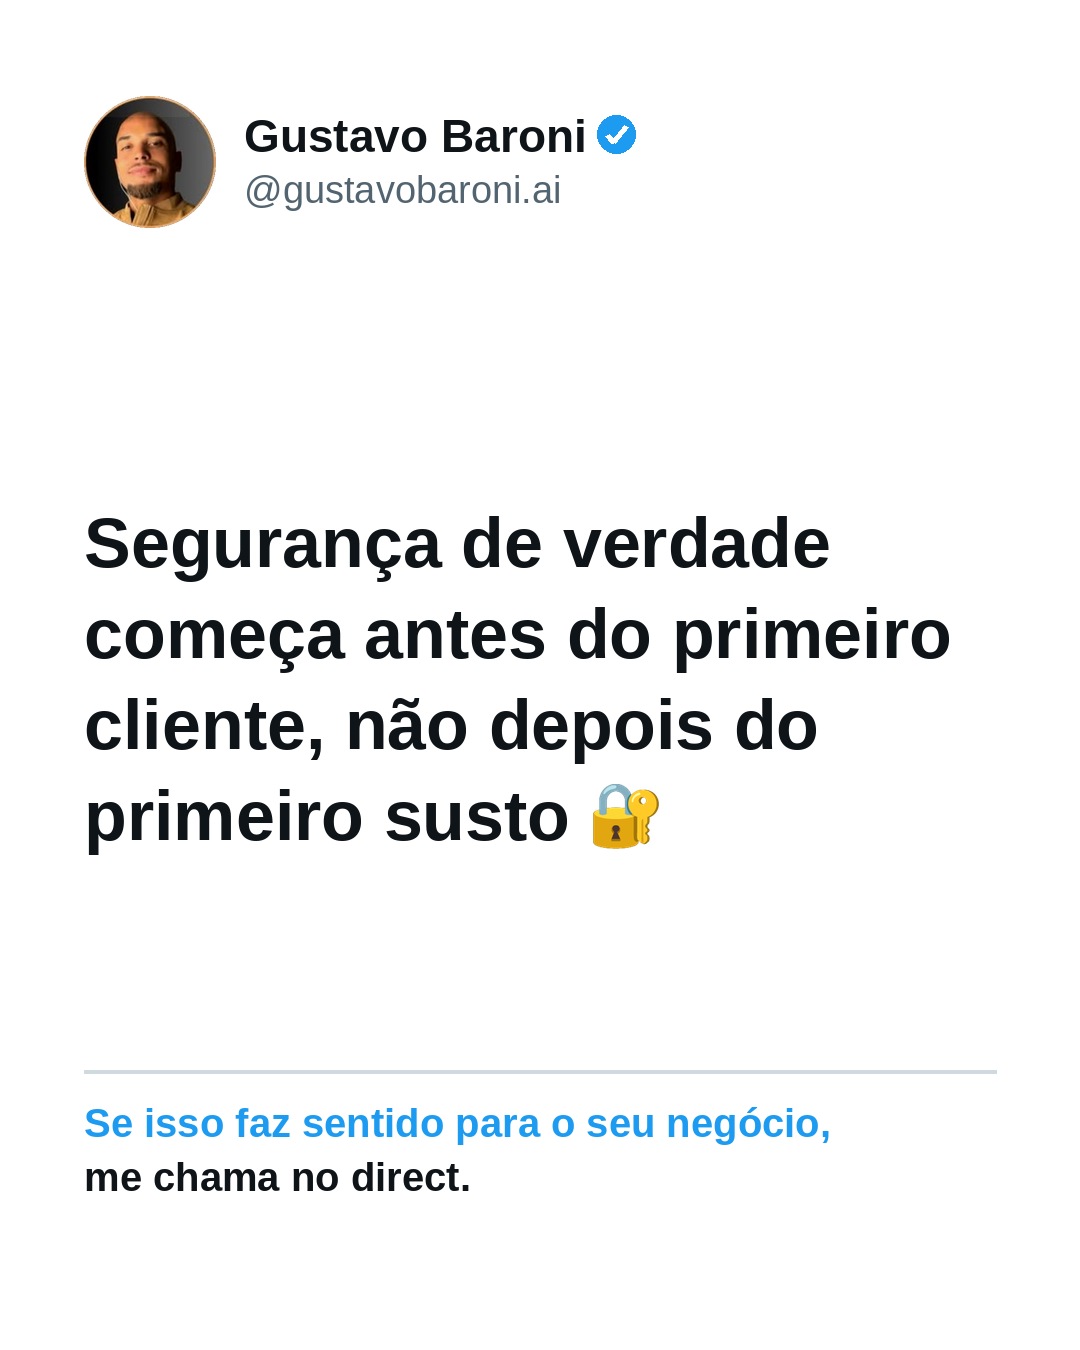 Gustavo Baroni
@gustavobaroni.ai
Segurança de verdade
começa antes do primeiro
cliente, não depois do
primeiro susto 🔐
Se isso faz sentido para o seu negócio,
me chama no direct.